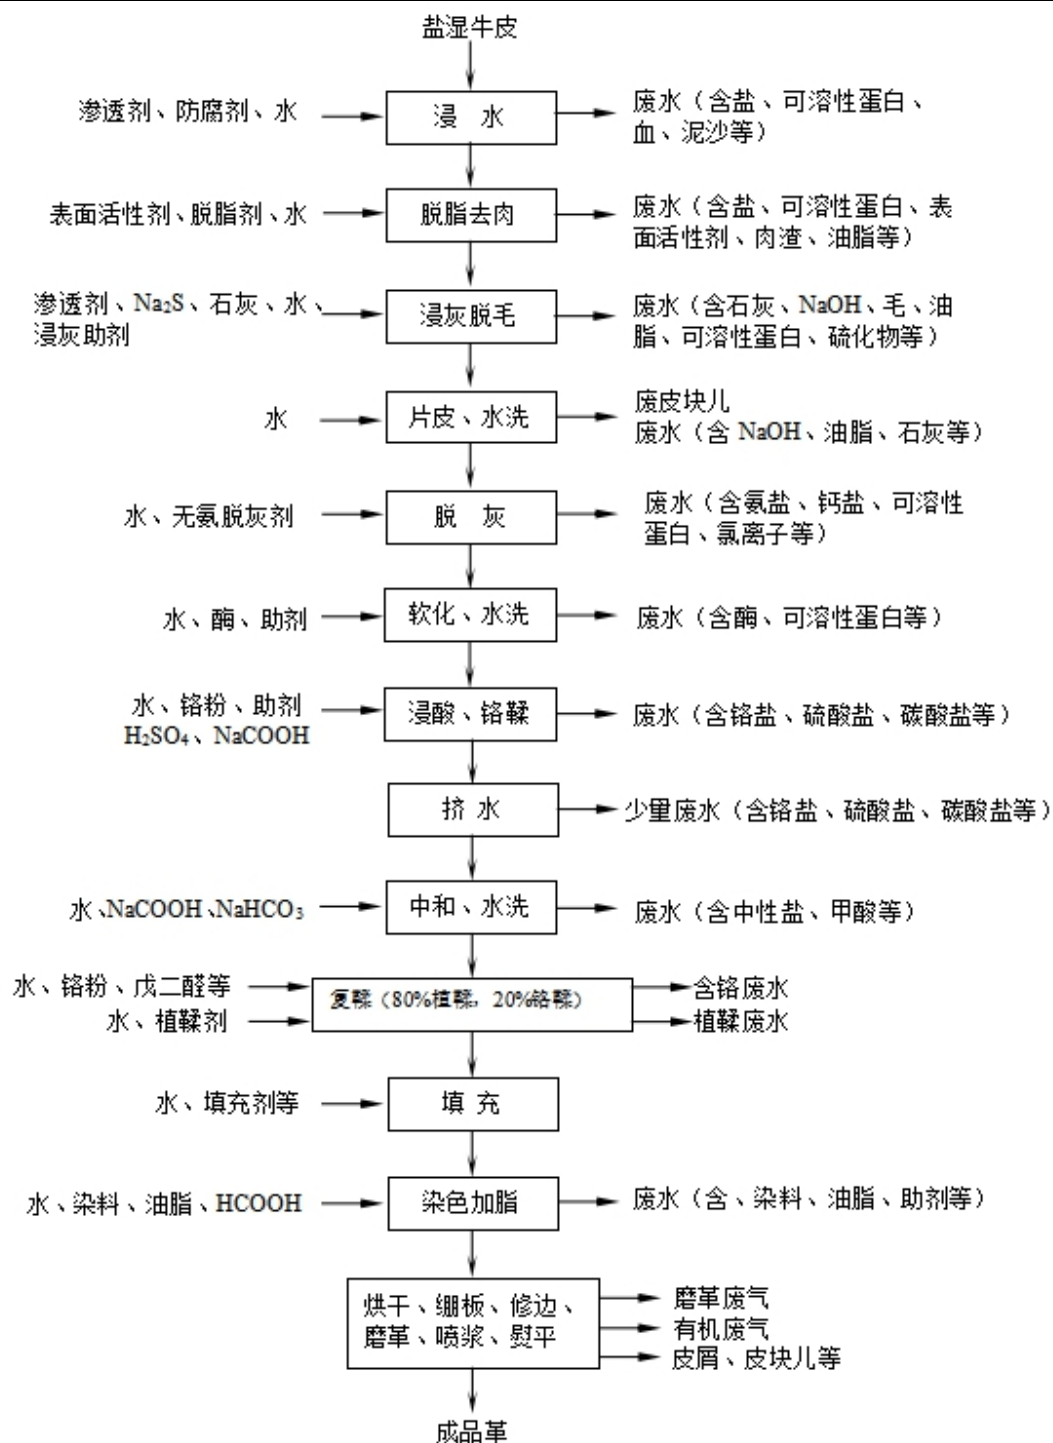 盐湿牛皮
渗透剂、防腐剂、水
浸 水
废水（含盐、可溶性蛋白、
血、泥沙等）
表面活性剂、脱脂剂、水
脱脂去肉
废水（含盐、可溶性蛋白、表
面活性剂、肉渣、油脂等）
渗透剂、Na₂S、石灰、水、
浸灰助剂
浸灰脱毛
废水（含石灰、NaOH、毛、油
脂、可溶性蛋白、硫化物等）
水
片皮、水洗
废皮块儿
废水（含 NaOH、油脂、石灰等）
水、无氨脱灰剂
脱 灰
废水（含氨盐、钙盐、可溶性
蛋白、氯离子等）
水、酶、助剂
软化、水洗
废水（含酶、可溶性蛋白等）
水、铬粉、助剂
H₂SO₄、NaCOOH
浸酸、铬鞣
废水（含铬盐、硫酸盐、碳酸盐等）
挤 水
少量废水（含铬盐、硫酸盐、碳酸盐等）
水、NaCOOH、NaHCO₃
中和、水洗
废水（含中性盐、甲酸等）
水、铬粉、戊二醛等
水、植鞣剂
复鞣（80%植鞣，20%铬鞣）
含铬废水
植鞣废水
水、填充剂等
填 充
水、染料、油脂、HCOOH
染色加脂
废水（含、染料、油脂、助剂等）
烘干、绷板、修边、
磨革、喷浆、熨平
磨革废气
有机废气
皮屑、皮块儿等
成品革